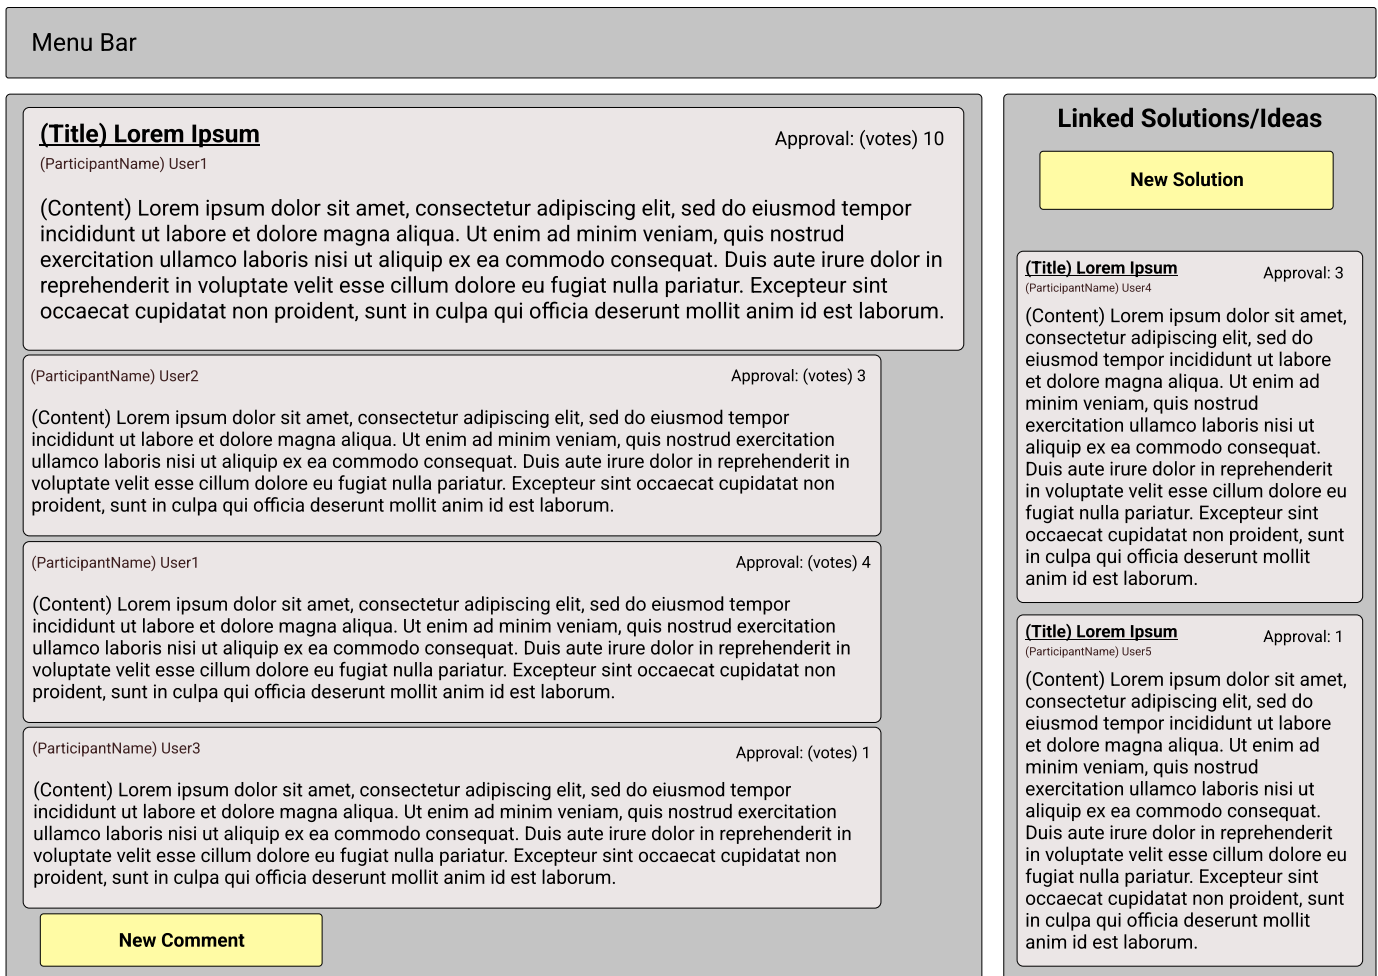 Menu Bar
(Title) Lorem Ipsum
Approval: (votes) 10
(ParticipantName) User1
(Content) Lorem ipsum dolor sit amet, consectetur adipiscing elit, sed do eiusmod tempor
incididunt ut labore et dolore magna aliqua. Ut enim ad minim veniam, quis nostrud
exercitation ullamco laboris nisi ut aliquip ex ea commodo consequat. Duis aute irure dolor in
reprehenderit in voluptate velit esse cillum dolore eu fugiat nulla pariatur. Excepteur sint
occaecat cupidatat non proident, sunt in culpa qui officia deserunt mollit anim id est laborum.
(ParticipantName) User2
Approval: (votes) 3
(Content) Lorem ipsum dolor sit amet, consectetur adipiscing elit, sed do eiusmod tempor
incididunt ut labore et dolore magna aliqua. Ut enim ad minim veniam, quis nostrud exercitation
ullamco laboris nisi ut aliquip ex ea commodo consequat. Duis aute irure dolor in reprehenderit in
voluptate velit esse cillum dolore eu fugiat nulla pariatur. Excepteur sint occaecat cupidatat non
proident, sunt in culpa qui officia deserunt mollit anim id est laborum.
(ParticipantName) User1
Approval: (votes) 4
(Content) Lorem ipsum dolor sit amet, consectetur adipiscing elit, sed do eiusmod tempor
incididunt ut labore et dolore magna aliqua. Ut enim ad minim veniam, quis nostrud exercitation
ullamco laboris nisi ut aliquip ex ea commodo consequat. Duis aute irure dolor in reprehenderit in
voluptate velit esse cillum dolore eu fugiat nulla pariatur. Excepteur sint occaecat cupidatat non
proident, sunt in culpa qui officia deserunt mollit anim id est laborum.
(ParticipantName) User3
Approval: (votes) 1
(Content) Lorem ipsum dolor sit amet, consectetur adipiscing elit, sed do eiusmod tempor
incididunt ut labore et dolore magna aliqua. Ut enim ad minim veniam, quis nostrud exercitation
ullamco laboris nisi ut aliquip ex ea commodo consequat. Duis aute irure dolor in reprehenderit in
voluptate velit esse cillum dolore eu fugiat nulla pariatur. Excepteur sint occaecat cupidatat non
proident, sunt in culpa qui officia deserunt mollit anim id est laborum.
New Comment
Linked Solutions/Ideas
New Solution
(Title) Lorem Ipsum
Approval: 3
(ParticipantName) User4
(Content) Lorem ipsum dolor sit amet,
consectetur adipiscing elit, sed do
eiusmod tempor incididunt ut labore
et dolore magna aliqua. Ut enim ad
minim veniam, quis nostrud
exercitation ullamco laboris nisi ut
aliquip ex ea commodo consequat.
Duis aute irure dolor in reprehenderit
in voluptate velit esse cillum dolore eu
fugiat nulla pariatur. Excepteur sint
occaecat cupidatat non proident, sunt
in culpa qui officia deserunt mollit
anim id est laborum.
(Title) Lorem Ipsum
Approval: 1
(ParticipantName) User5
(Content) Lorem ipsum dolor sit amet,
consectetur adipiscing elit, sed do
eiusmod tempor incididunt ut labore
et dolore magna aliqua. Ut enim ad
minim veniam, quis nostrud
exercitation ullamco laboris nisi ut
aliquip ex ea commodo consequat.
Duis aute irure dolor in reprehenderit
in voluptate velit esse cillum dolore eu
fugiat nulla pariatur. Excepteur sint
occaecat cupidatat non proident, sunt
in culpa qui officia deserunt mollit
anim id est laborum.